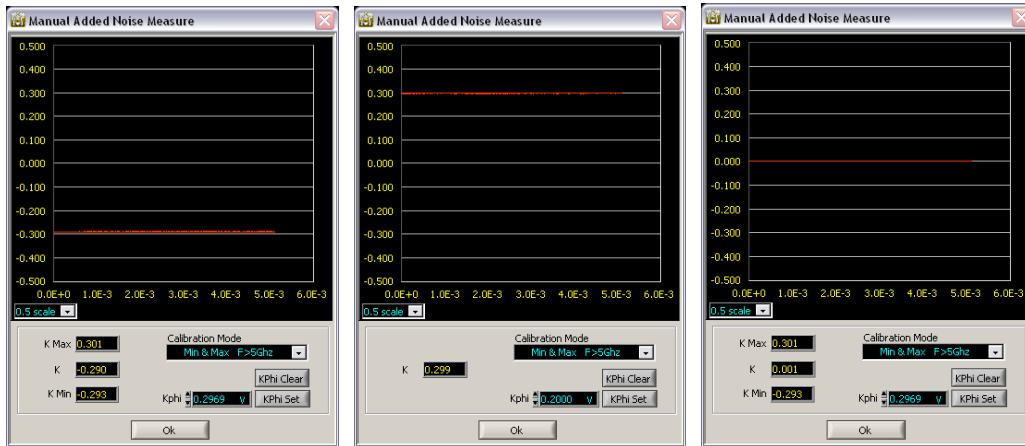 Manual Added Noise Measure
0.500
0.400
0.300
0.200
0.100
0.000
-0.100
-0.200
-0.300
-0.400
-0.500
0.0E+0 1.0E-3 2.0E-3 3.0E-3 4.0E-3 5.0E-3 6.0E-3
0.5 scale
Calibration Mode
K Max 0.301
Min & Max F>5Ghz
K -0.290
KPhi Clear
K Min -0.293
Kphi 0.2969 V KPhi Set
Ok
Manual Added Noise Measure
0.500
0.400
0.300
0.200
0.100
0.000
-0.100
-0.200
-0.300
-0.400
-0.500
0.0E+0 1.0E-3 2.0E-3 3.0E-3 4.0E-3 5.0E-3 6.0E-3
0.5 scale
Calibration Mode
Min & Max F>5Ghz
K 0.299
KPhi Clear
Kphi 0.2000 V KPhi Set
Ok
Manual Added Noise Measure
0.500
0.400
0.300
0.200
0.100
0.000
-0.100
-0.200
-0.300
-0.400
-0.500
0.0E+0 1.0E-3 2.0E-3 3.0E-3 4.0E-3 5.0E-3 6.0E-3
0.5 scale
Calibration Mode
K Max 0.301
Min & Max F>5Ghz
K 0.001
KPhi Clear
K Min -0.293
Kphi 0.2969 V KPhi Set
Ok